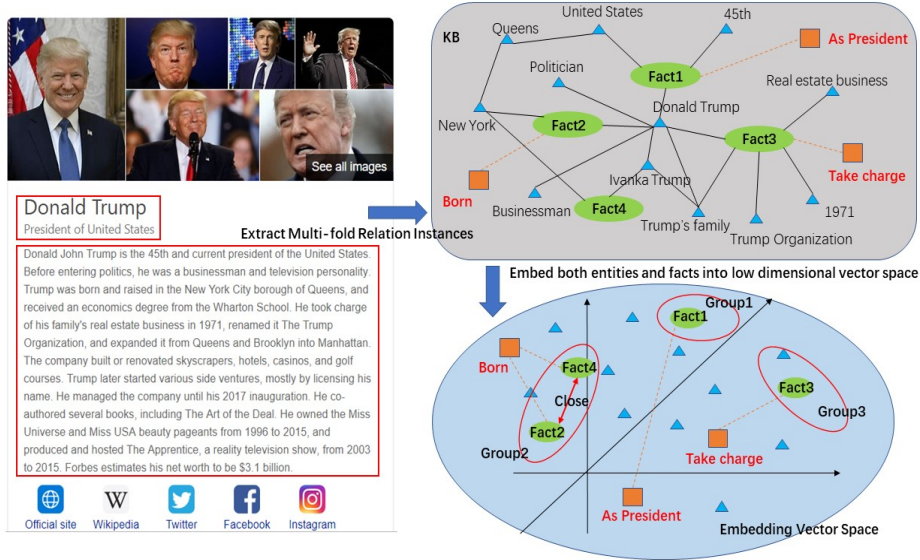 See all images
Donald Trump
President of United States
Donald John Trump is the 45th and current president of the United States.
Before entering politics, he was a businessman and television personality.
Trump was born and raised in the New York City borough of Queens, and
received an economics degree from the Wharton School. He took charge
of his family's real estate business in 1971, renamed it The Trump
Organization, and expanded it from Queens and Brooklyn into Manhattan.
The company built or renovated skyscrapers, hotels, casinos, and golf
courses. Trump later started various side ventures, mostly by licensing his
name. He managed the company until his 2017 inauguration. He co-
authored several books, including The Art of the Deal. He owned the Miss
Universe and Miss USA beauty pageants from 1996 to 2015, and
produced and hosted The Apprentice, a reality television show, from 2003
to 2015. Forbes estimates his net worth to be $3.1 billion.
W
Official site
Wikipedia
Twitter
Facebook
Instagram
Extract Multi-fold Relation Instances
KB
Queens
United States
45th
As President
Politician
Fact1
Real estate business
Donald Trump
New York
Fact2
Fact3
Take charge
Born
Ivanka Trump
Businessman
Fact4
Trump's family
1971
Trump Organization
Embed both entities and facts into low dimensional vector space
Group1
Fact1
Born
Fact4
Close
Fact3
Group3
Fact2
Group2
Take charge
As President
Embedding Vector Space